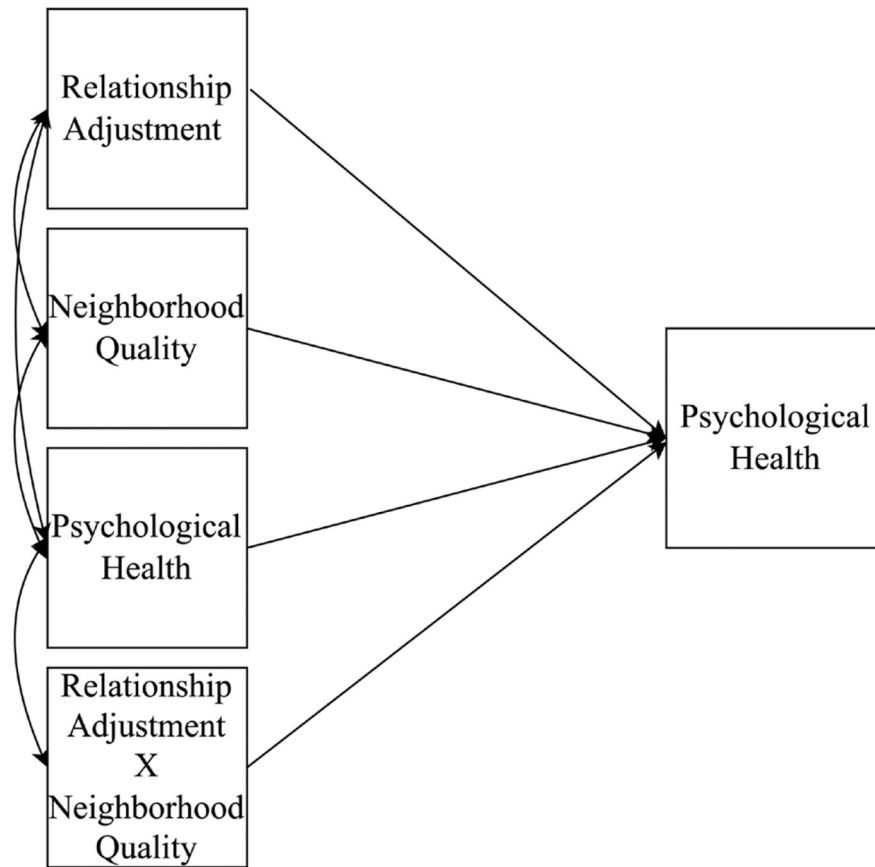 Relationship
Adjustment
Neighborhood
Quality
Psychological
Health
Relationship
Adjustment
X
Neighborhood
Quality
Psychological
Health